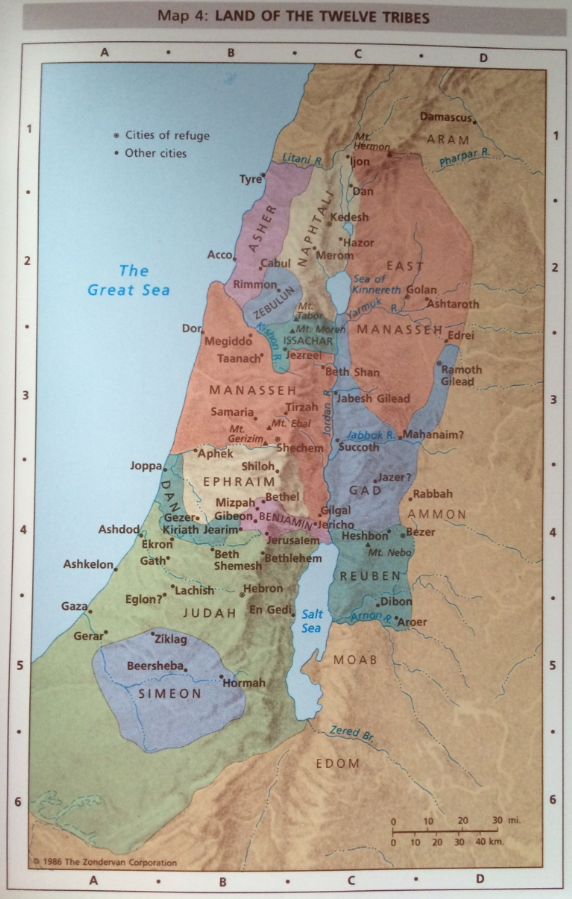 Map 4: LAND OF THE TWELVE TRIBES
A
B
C
D
1
1
Cities of refuge
Other cities
Damascus
ARAM
Mt.
Hermon
Litani R.
Ijon
Pharpar R.
Tyre
Dan
ASHER
NAPHTALI
Kedesh
Hazor
Merom
2
2
Acco
Cabul
EAST
The
Great Sea
Rimmon
Sea of
Kinnereth
Golan
Ashtaroth
ZEBULUN
Mt.
Tabor
Yarmuk R.
Dor
Kishon R.
Mt. Moreh
MANASSEH
Edrei
Megiddo
ISSACHAR
Taanach
Jezreel
Beth Shan
Ramoth
Gilead
3
3
MANASSEH
Jordan R.
Jabesh Gilead
Samaria
Tirzah
Mt. Ebal
Mt.
Gerizim
Shechem
Jabbok R.
Mahanaim?
Succoth
Aphek
Joppa
Shiloh
EPHRAIM
Jazer?
DAN
GAD
Rabbah
Bethel
Mizpah
Gilgal
AMMON
Gezer
Gibeon
BENJAMIN
Jericho
4
4
Ashdod
Kiriath Jearim
Heshbon
Bezer
Ekron
Jerusalem
Mt. Nebo
Gath
Beth
Shemesh
Bethlehem
Ashkelon
REUBEN
Lachish
Hebron
Eglon?
Dibon
Gaza
JUDAH
En Gedi
Salt
Sea
Arnon R.
Aroer
Gerar
Ziklag
MOAB
5
5
Beersheba
SIMEON
Hormah
Zered Br.
EDOM
6
6
0 10 20 30 mi.
0 10 20 30 40 km.
© 1986 The Zondervan Corporation
A
B
C
D